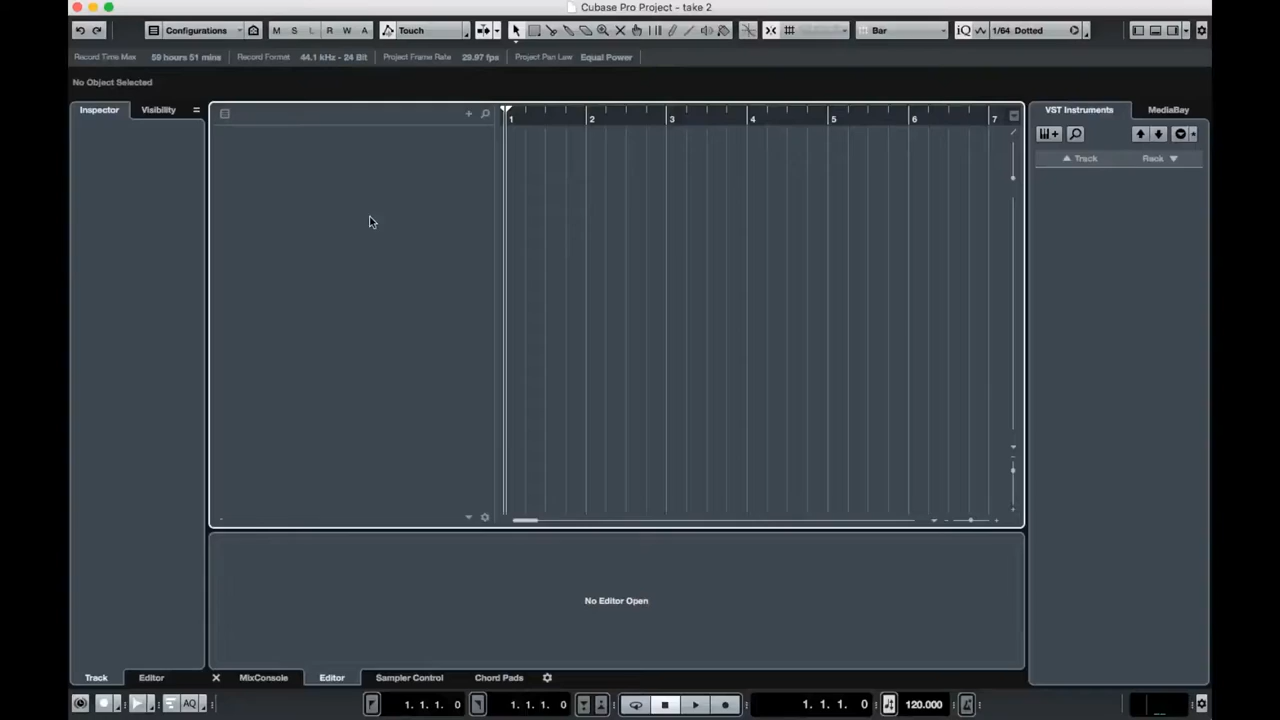 Cubase Pro Project - take 2
Configurations M S L R W A Touch Bar iQ 1/64 Dotted
Record Time Max 59 hours 51 mins Record Format 44.1 kHz - 24 Bit Project Frame Rate 29.97 fps Project Pan Law Equal Power
No Object Selected
Inspector Visibility
1 2 3 4 5 6 7
VST Instruments MediaBay
Track Rack
No Editor Open
Track Editor
MixConsole Editor Sampler Control Chord Pads
AQ 1. 1. 1. 0 1. 1. 1. 0 1. 1. 1. 0 120.000